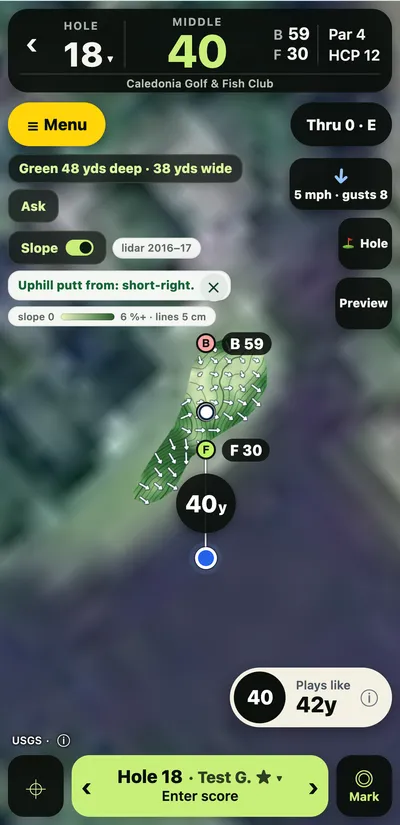 HOLE
18
MIDDLE
40
B 59
F 30
Par 4
HCP 12
Caledonia Golf & Fish Club
Menu
Thru 0 · E
Green 48 yds deep · 38 yds wide
5 mph · gusts 8
Ask
Slope
lidar 2016–17
Hole
Uphill putt from: short-right.
Preview
slope 0
6 %+ · lines 5 cm
B
B 59
F
F 30
40y
40
Plays like
42y
USGS ·
Hole 18 · Test G. ★
Enter score
Mark